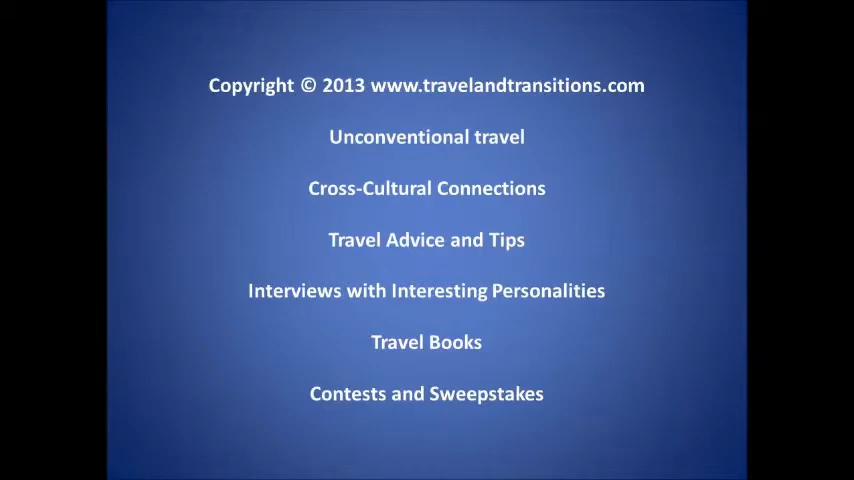 Copyright © 2013 www.travelandtransitions.com
Unconventional travel
Cross-Cultural Connections
Travel Advice and Tips
Interviews with Interesting Personalities
Travel Books
Contests and Sweepstakes